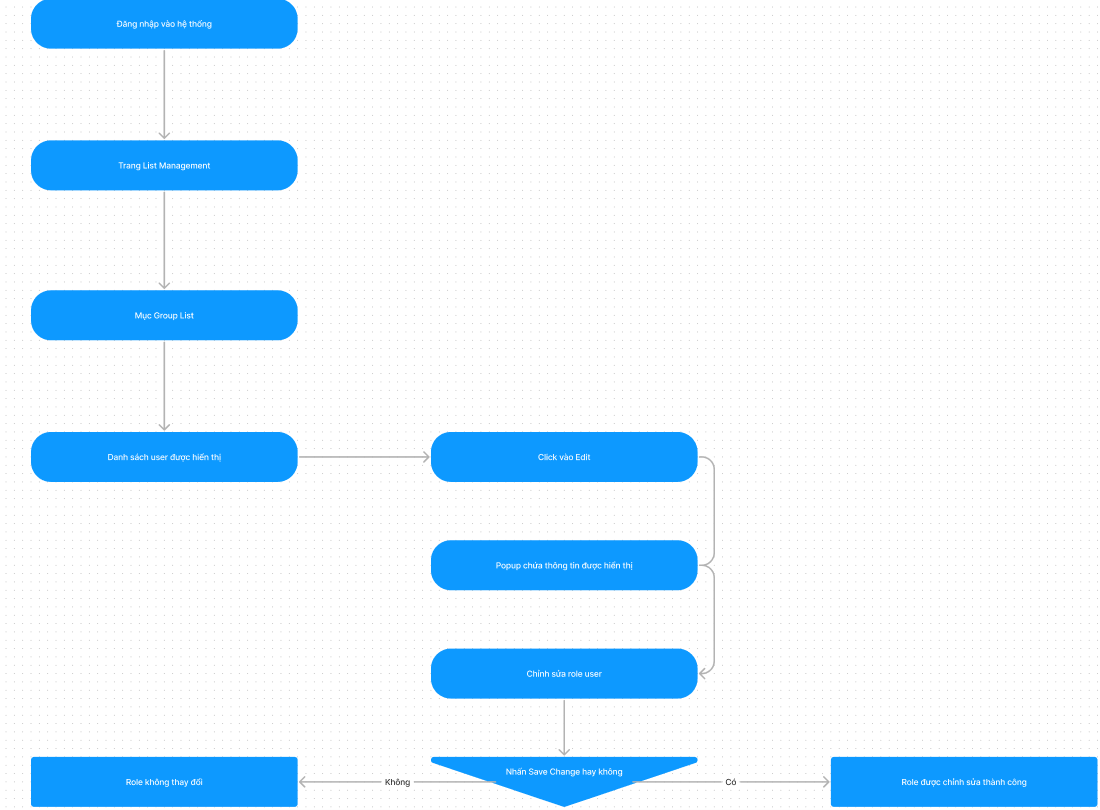 Đăng nhập vào hệ thống
Trang List Management
Mục Group List
Danh sách user được hiển thị
Click vào Edit
Popup chứa thông tin được hiển thị
Chỉnh sửa role user
Nhấn Save Change hay không
Role không thay đổi
Không
Có
Role được chỉnh sửa thành công